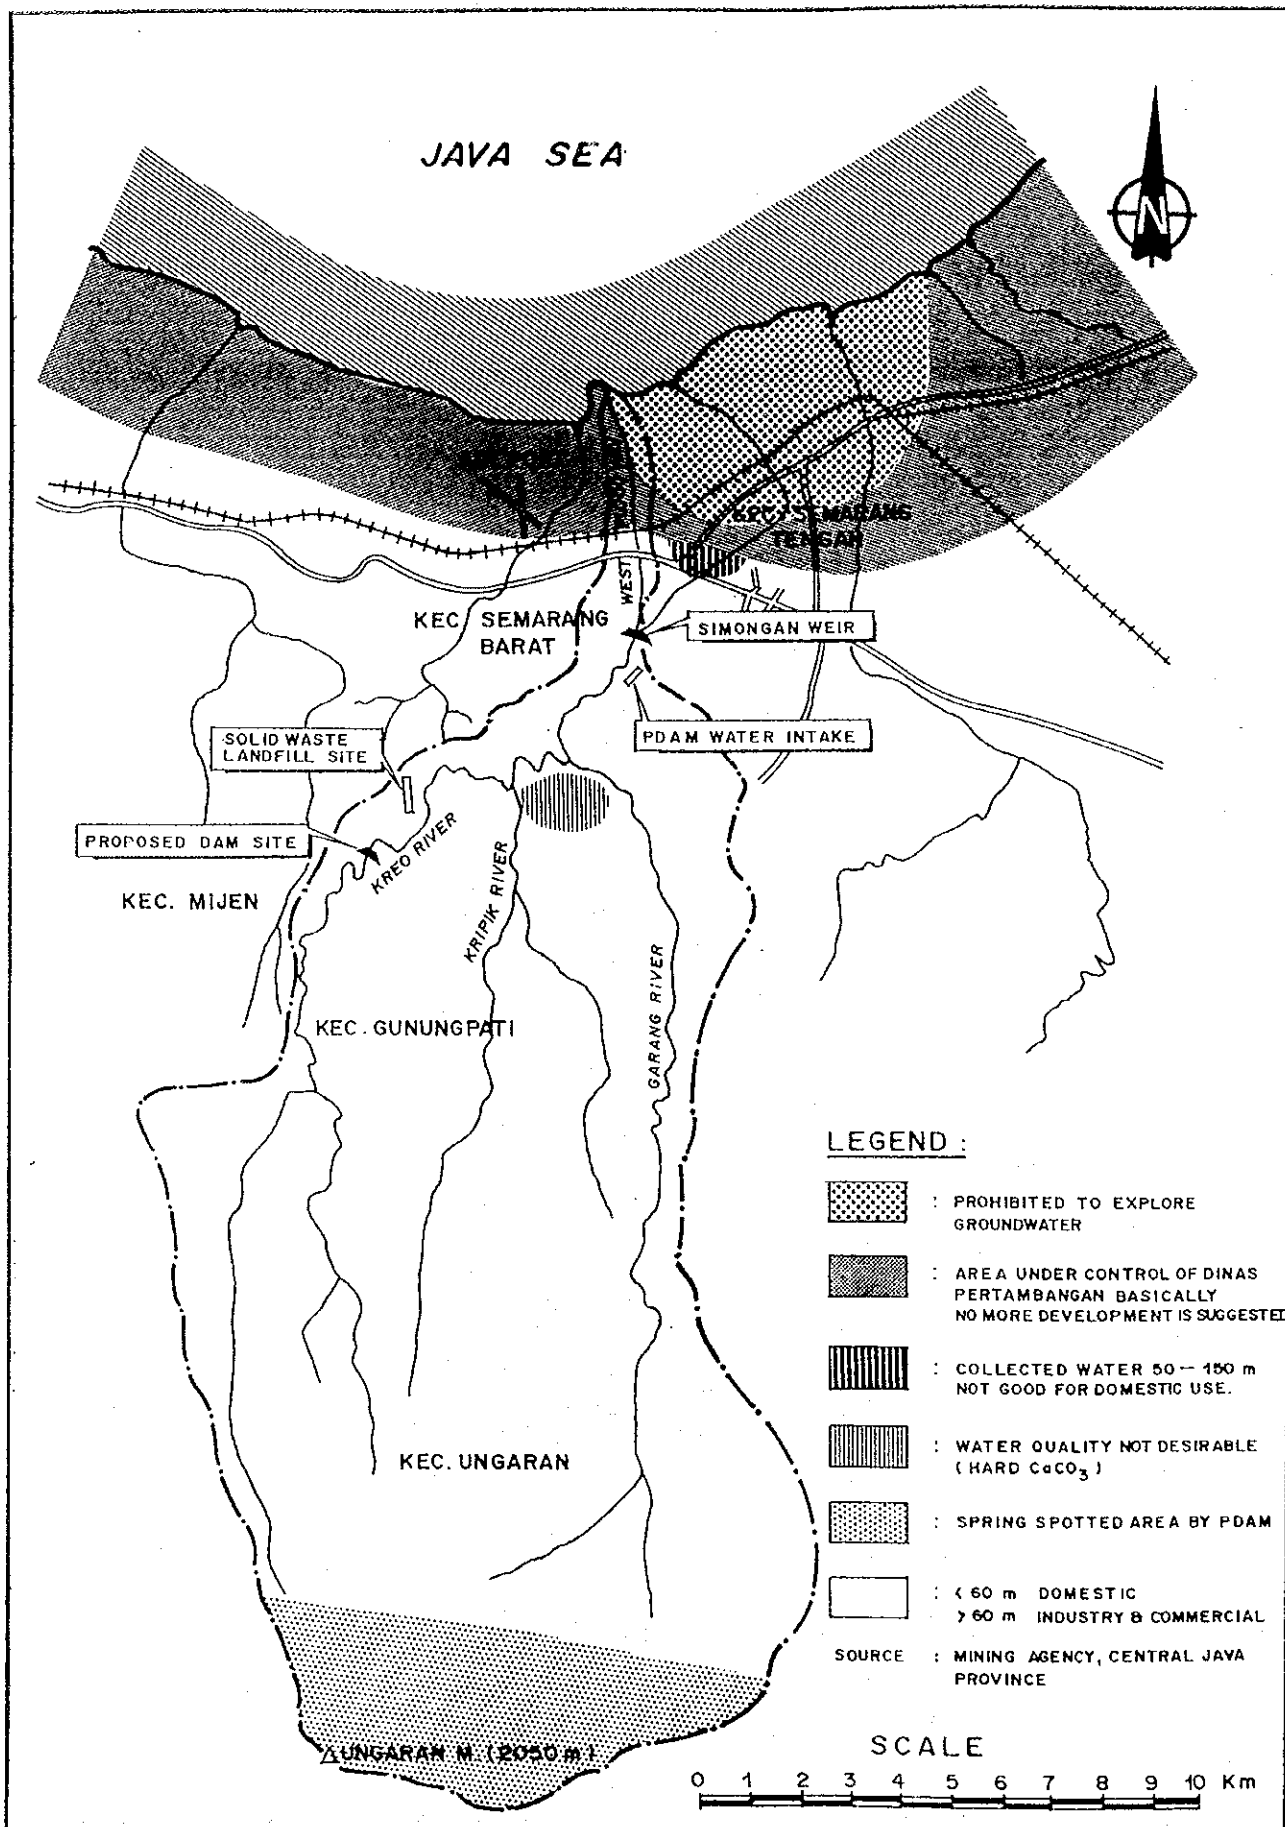 JAVA SEA
N
KEC. SEMARANG
TENGAH
WEST
KEC. SEMARANG
BARAT
SIMONGAN WEIR
PDAM WATER INTAKE
SOLID WASTE
LANDFILL SITE
PROPOSED DAM SITE
KREO RIVER
KRIPIK RIVER
KEC. MIJEN
GARANG RIVER
KEC. GUNUNGPATI
KEC. UNGARAN
UNGARAN M. (2050 m)
LEGEND :
: PROHIBITED TO EXPLORE
GROUNDWATER
: AREA UNDER CONTROL OF DINAS
PERTAMBANGAN BASICALLY
NO MORE DEVELOPMENT IS SUGGESTED
: COLLECTED WATER 50 - 150 m
NOT GOOD FOR DOMESTIC USE.
: WATER QUALITY NOT DESIRABLE
( HARD CaCO3 )
: SPRING SPOTTED AREA BY PDAM
: < 60 m DOMESTIC
> 60 m INDUSTRY & COMMERCIAL
SOURCE : MINING AGENCY, CENTRAL JAVA
PROVINCE
SCALE
0 1 2 3 4 5 6 7 8 9 10 Km